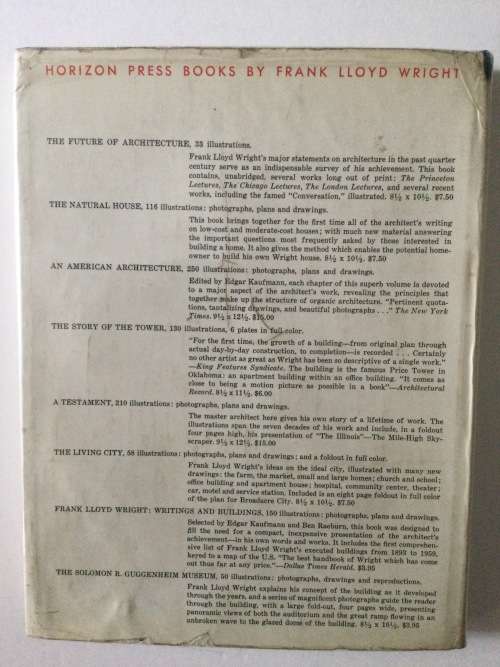 HORIZON PRESS BOOKS BY FRANK LLOYD WRIGHT
THE FUTURE OF ARCHITECTURE, 33 illustrations.
Frank Lloyd Wright's major statements on architecture in the past quarter
century serve as an indispensable survey of his achievement. This book
contains, unabridged, several works long out of print: The Princeton
Lectures, The Chicago Lectures, The London Lectures, and several recent
works, including the famed "Conversation," illustrated. 8½ x 10½. $7.50
THE NATURAL HOUSE, 116 illustrations: photographs, plans and drawings.
This book brings together for the first time all of the architect's writing
on low-cost and moderate-cost houses; with much new material answering
the important questions most frequently asked by those interested in
building a home. It also gives the method which enables the potential home-
owner to build his own Wright house. 8½ x 10½. $7.50
AN AMERICAN ARCHITECTURE, 250 illustrations: photographs, plans and drawings.
Edited by Edgar Kaufmann, each chapter of this superb volume is devoted
to a major aspect of the architect's work, revealing the principles that
together make up the structure of organic architecture. "Pertinent quota-
tions, tantalizing drawings, and beautiful photographs . . ." The New York
Times. 9½ x 12½. $15.00
THE STORY OF THE TOWER, 130 illustrations, 6 plates in full color.
"For the first time, the growth of a building—from original plan through
actual day-by-day construction, to completion—is recorded . . . Certainly
no other artist as great as Wright has been so descriptive of a single work."
—King Features Syndicate. The building is the famous Price Tower in
Oklahoma: an apartment building within an office building. "It comes as
close to being a motion picture as possible in a book"—Architectural
Record. 8½ x 11½. $6.00
A TESTAMENT, 210 illustrations: photographs, plans and drawings.
The master architect here gives his own story of a lifetime of work. The
illustrations span the seven decades of his work and include, in a foldout
four pages high, his presentation of "The Illinois"—The Mile-High Sky-
scraper. 9½ x 12½. $15.00
THE LIVING CITY, 58 illustrations: photographs, plans and drawings; and a foldout in full color.
Frank Lloyd Wright's ideas on the ideal city, illustrated with many new
drawings: the farm, the market, small and large homes; church and school;
office building and apartment house; hospital, community center, theater;
car, motel and service station. Included is an eight page foldout in full color
of the plan for Broadacre City. 8½ x 10½. $7.50
FRANK LLOYD WRIGHT: WRITINGS AND BUILDINGS, 150 illustrations: photographs, plans and drawings.
Selected by Edgar Kaufmann and Ben Raeburn, this book was designed to
fill the need for a compact, inexpensive presentation of the architect's
achievement—in his own words and works. It includes the first comprehen-
sive list of Frank Lloyd Wright's executed buildings from 1893 to 1959,
keyed to a map of the U.S. "The best handbook of Wright which has come
out thus far at any price."—Dallas Times Herald. $3.95
THE SOLOMON R. GUGGENHEIM MUSEUM, 50 illustrations: photographs, drawings and reproductions.
Frank Lloyd Wright explains his concept of the building as it developed
through the years, and a series of magnificent photographs guide the reader
through the building, with a large fold-out, four pages wide, presenting
panoramic views of both the auditorium and the great ramp flowing in an
unbroken wave to the glazed dome of the building. 8½ x 10½. $3.95